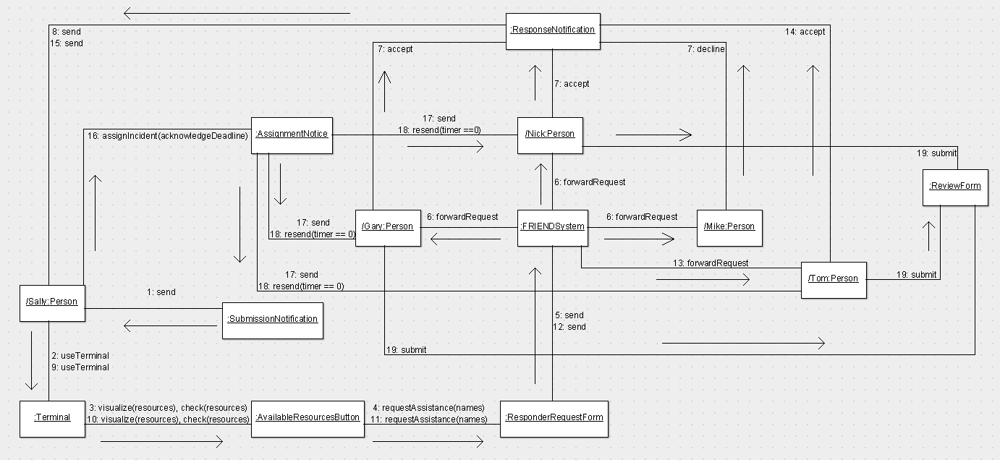 :ResponseNotification
8: send
15: send
14: accept
7: accept
7: decline
7: accept
17: send
18: resend(timer ==0)
16: assignIncident(acknowledgeDeadline)
:AssignmentNotice
/Nick:Person
19: submit
6: forwardRequest
:ReviewForm
6: forwardRequest
6: forwardRequest
17: send
18: resend(timer == 0)
/Gary:Person
:FRIENDSystem
/Mike:Person
13: forwardRequest
17: send
18: resend(timer == 0)
/Tom:Person
19: submit
1: send
/Sally:Person
:SubmissionNotification
5: send
12: send
19: submit
2: useTerminal
9: useTerminal
3: visualize(resources), check(resources)
10: visualize(resources), check(resources)
4: requestAssistance(names)
11: requestAssistance(names)
:Terminal
:AvailableResourcesButton
:ResponderRequestForm